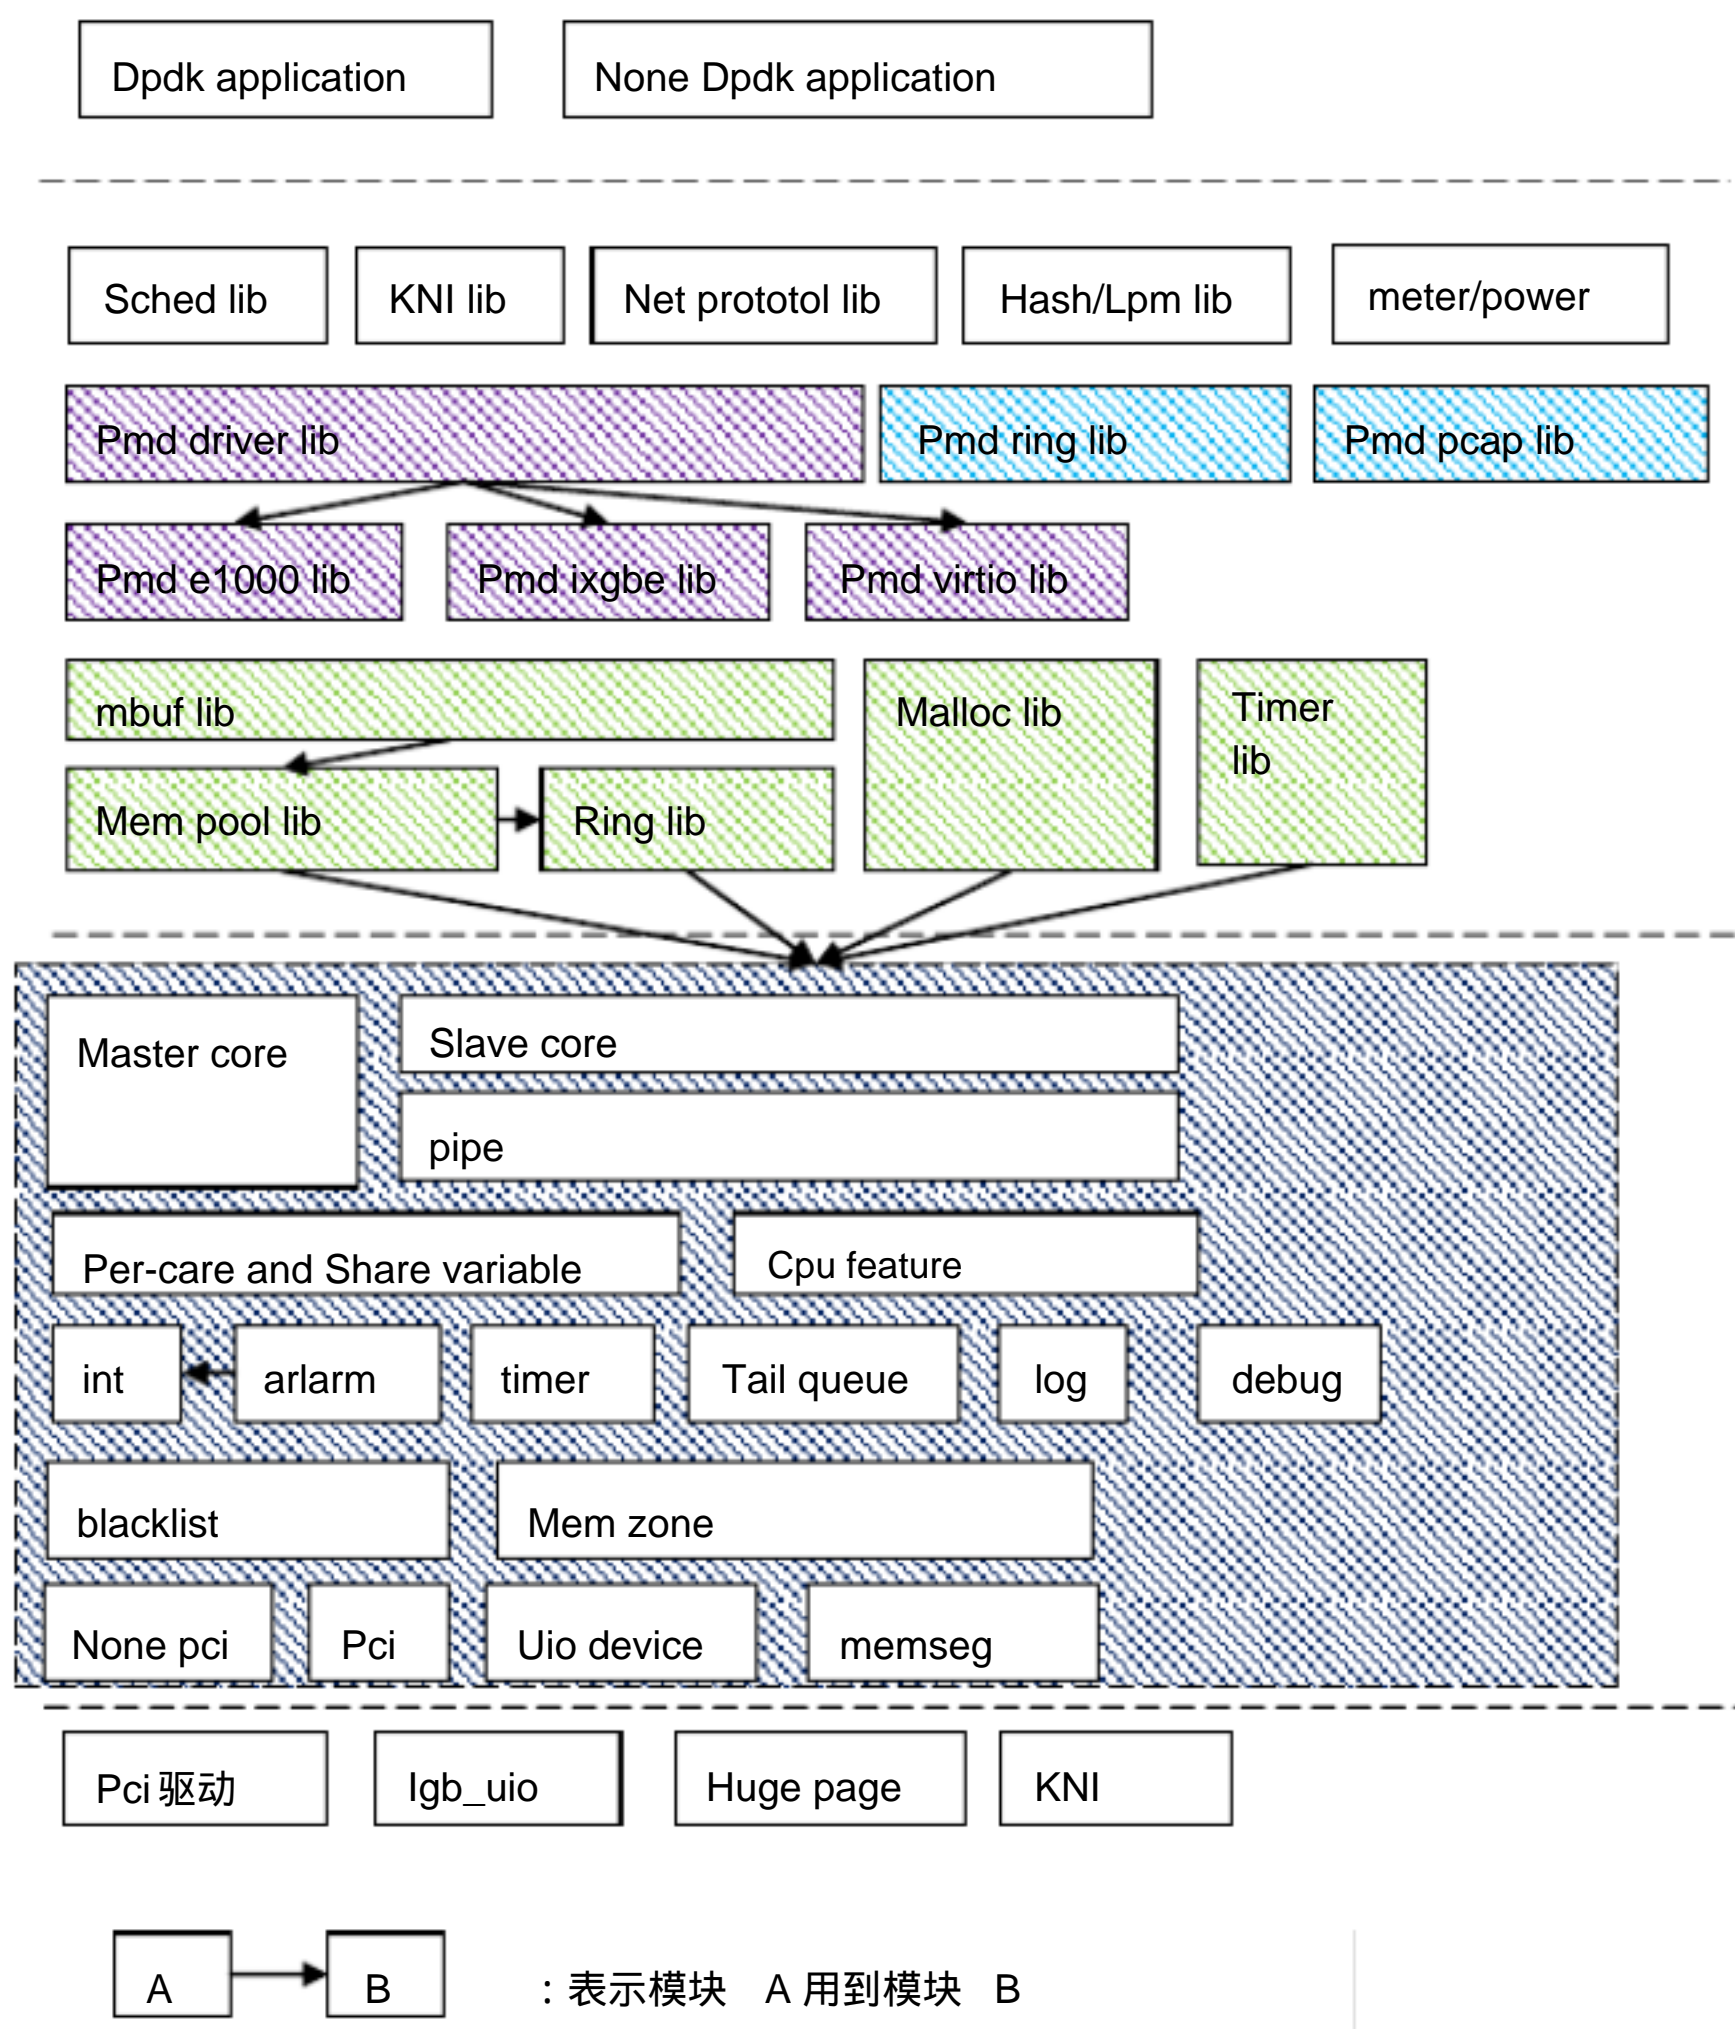 Dpdk application
None Dpdk application
Sched lib
KNI lib
Net prototol lib
Hash/Lpm lib
meter/power
Pmd driver lib
Pmd ring lib
Pmd pcap lib
Pmd e1000 lib
Pmd ixgbe lib
Pmd virtio lib
mbuf lib
Malloc lib
Timer
lib
Mem pool lib
Ring lib
Master core
Slave core
pipe
Per-care and Share variable
Cpu feature
int
arlarm
timer
Tail queue
log
debug
blacklist
Mem zone
None pci
Pci
Uio device
memseg
Pci 驱动
Igb_uio
Huge page
KNI
A
B
：表示模块 A 用到模块 B